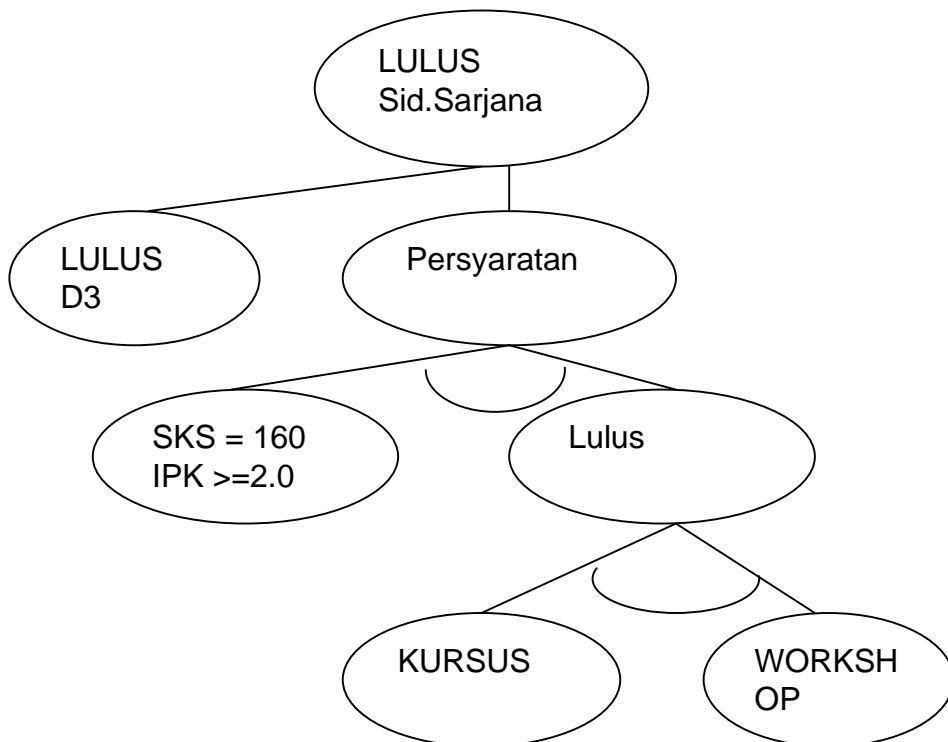 LULUS
Sid.Sarjana
LULUS
D3
Persyaratan
SKS = 160
IPK >=2.0
Lulus
KURSUS
WORKSH
OP